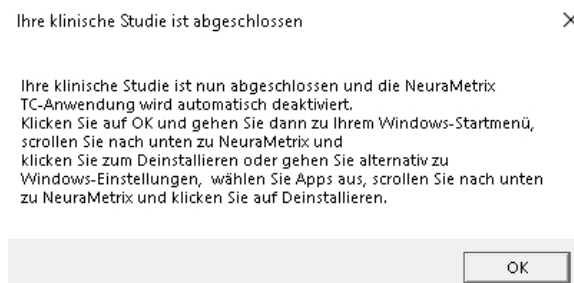 Ihre klinische Studie ist abgeschlossen
Ihre klinische Studie ist nun abgeschlossen und die NeuraMetrix
TC-Anwendung wird automatisch deaktiviert.
Klicken Sie auf OK und gehen Sie dann zu Ihrem Windows-Startmenü,
scrollen Sie nach unten zu NeuraMetrix und
klicken Sie zum Deinstallieren oder gehen Sie alternativ zu
Windows-Einstellungen, wählen Sie Apps aus, scrollen Sie nach unten
zu NeuraMetrix und klicken Sie auf Deinstallieren.
OK